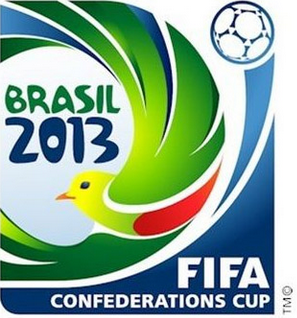 BRASIL
2013
FIFA
CONFEDERATIONS CUP
TM©